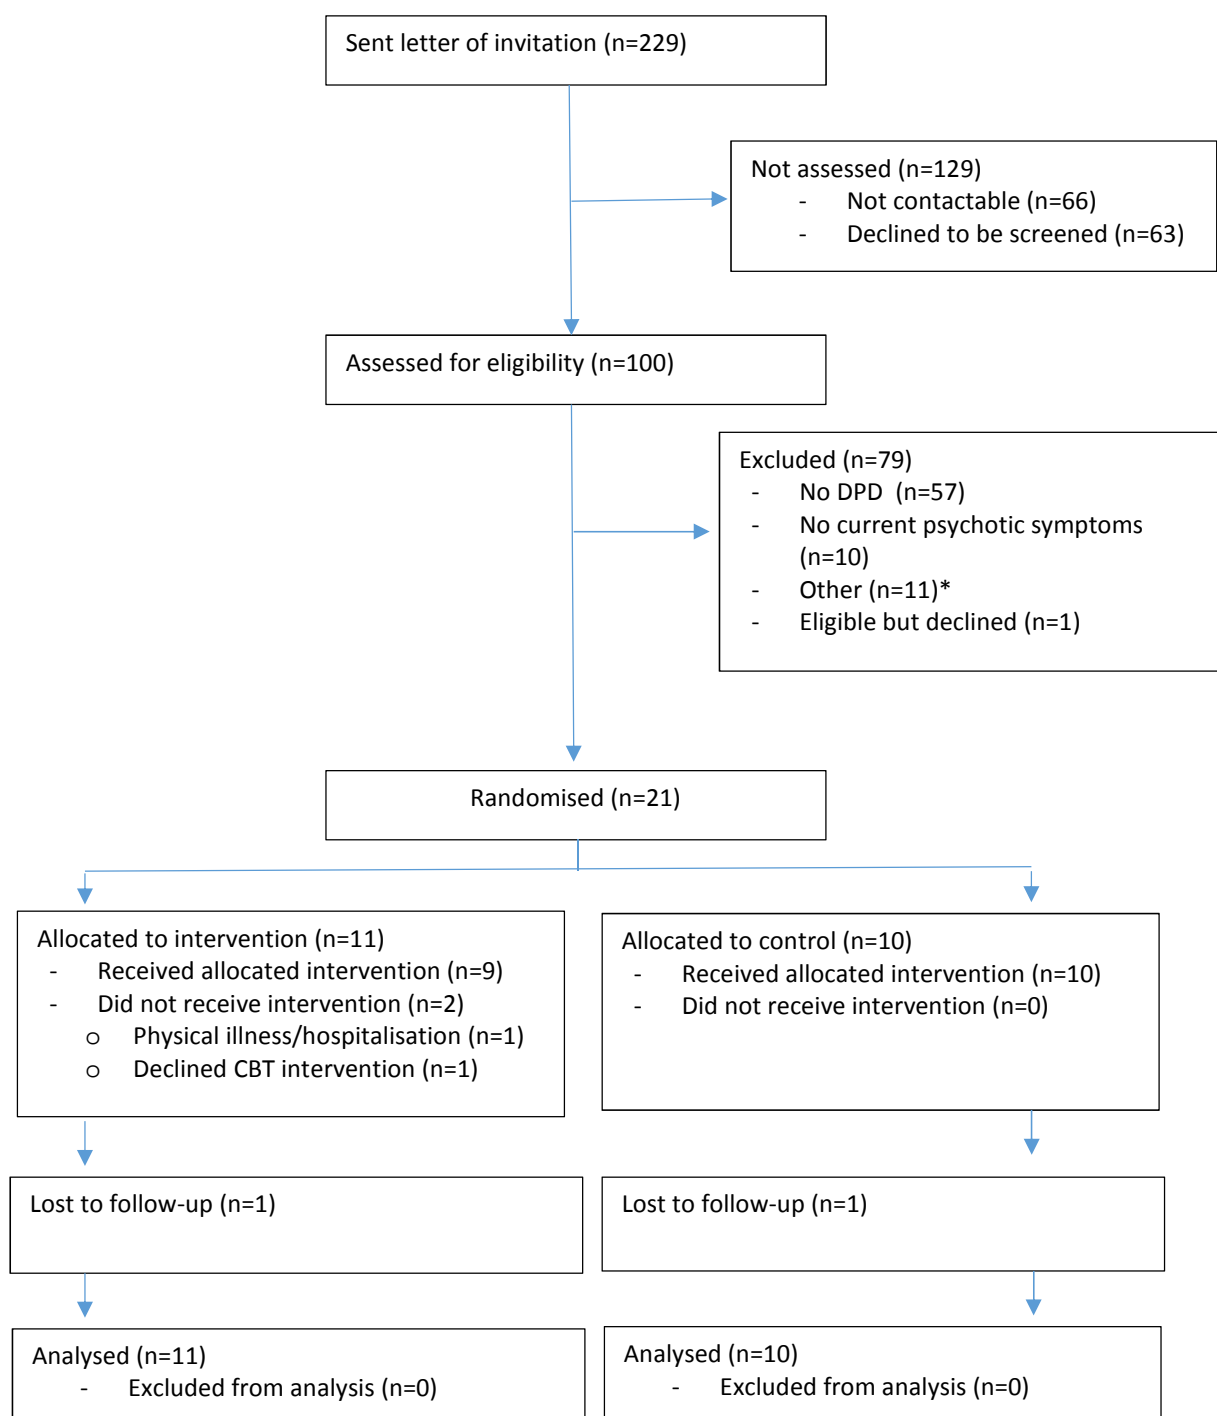 Sent letter of invitation (n=229)
Not assessed (n=129)
- Not contactable (n=66)
- Declined to be screened (n=63)
Assessed for eligibility (n=100)
Excluded (n=79)
- No DPD (n=57)
- No current psychotic symptoms
(n=10)
- Other (n=11)*
- Eligible but declined (n=1)
Randomised (n=21)
Allocated to intervention (n=11)
- Received allocated intervention (n=9)
- Did not receive intervention (n=2)
o Physical illness/hospitalisation (n=1)
o Declined CBT intervention (n=1)
Allocated to control (n=10)
- Received allocated intervention (n=10)
- Did not receive intervention (n=0)
Lost to follow-up (n=1)
Lost to follow-up (n=1)
Analysed (n=11)
- Excluded from analysis (n=0)
Analysed (n=10)
- Excluded from analysis (n=0)